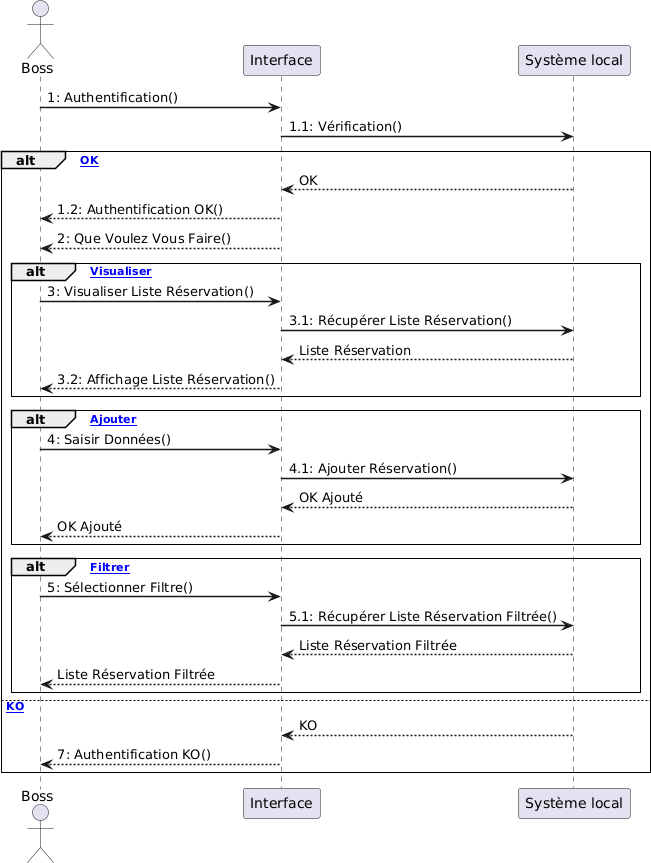 Boss
Interface
Système local
1: Authentification()
1.1: Vérification()
alt
OK
OK
1.2: Authentification OK()
2: Que Voulez Vous Faire()
alt
Visualiser
3: Visualiser Liste Réservation()
3.1: Récupérer Liste Réservation()
Liste Réservation
3.2: Affichage Liste Réservation()
alt
Ajouter
4: Saisir Données()
4.1: Ajouter Réservation()
OK Ajouté
OK Ajouté
alt
Filtrer
5: Sélectionner Filtre()
5.1: Récupérer Liste Réservation Filtrée()
Liste Réservation Filtrée
Liste Réservation Filtrée
KO
KO
7: Authentification KO()
Boss
Interface
Système local